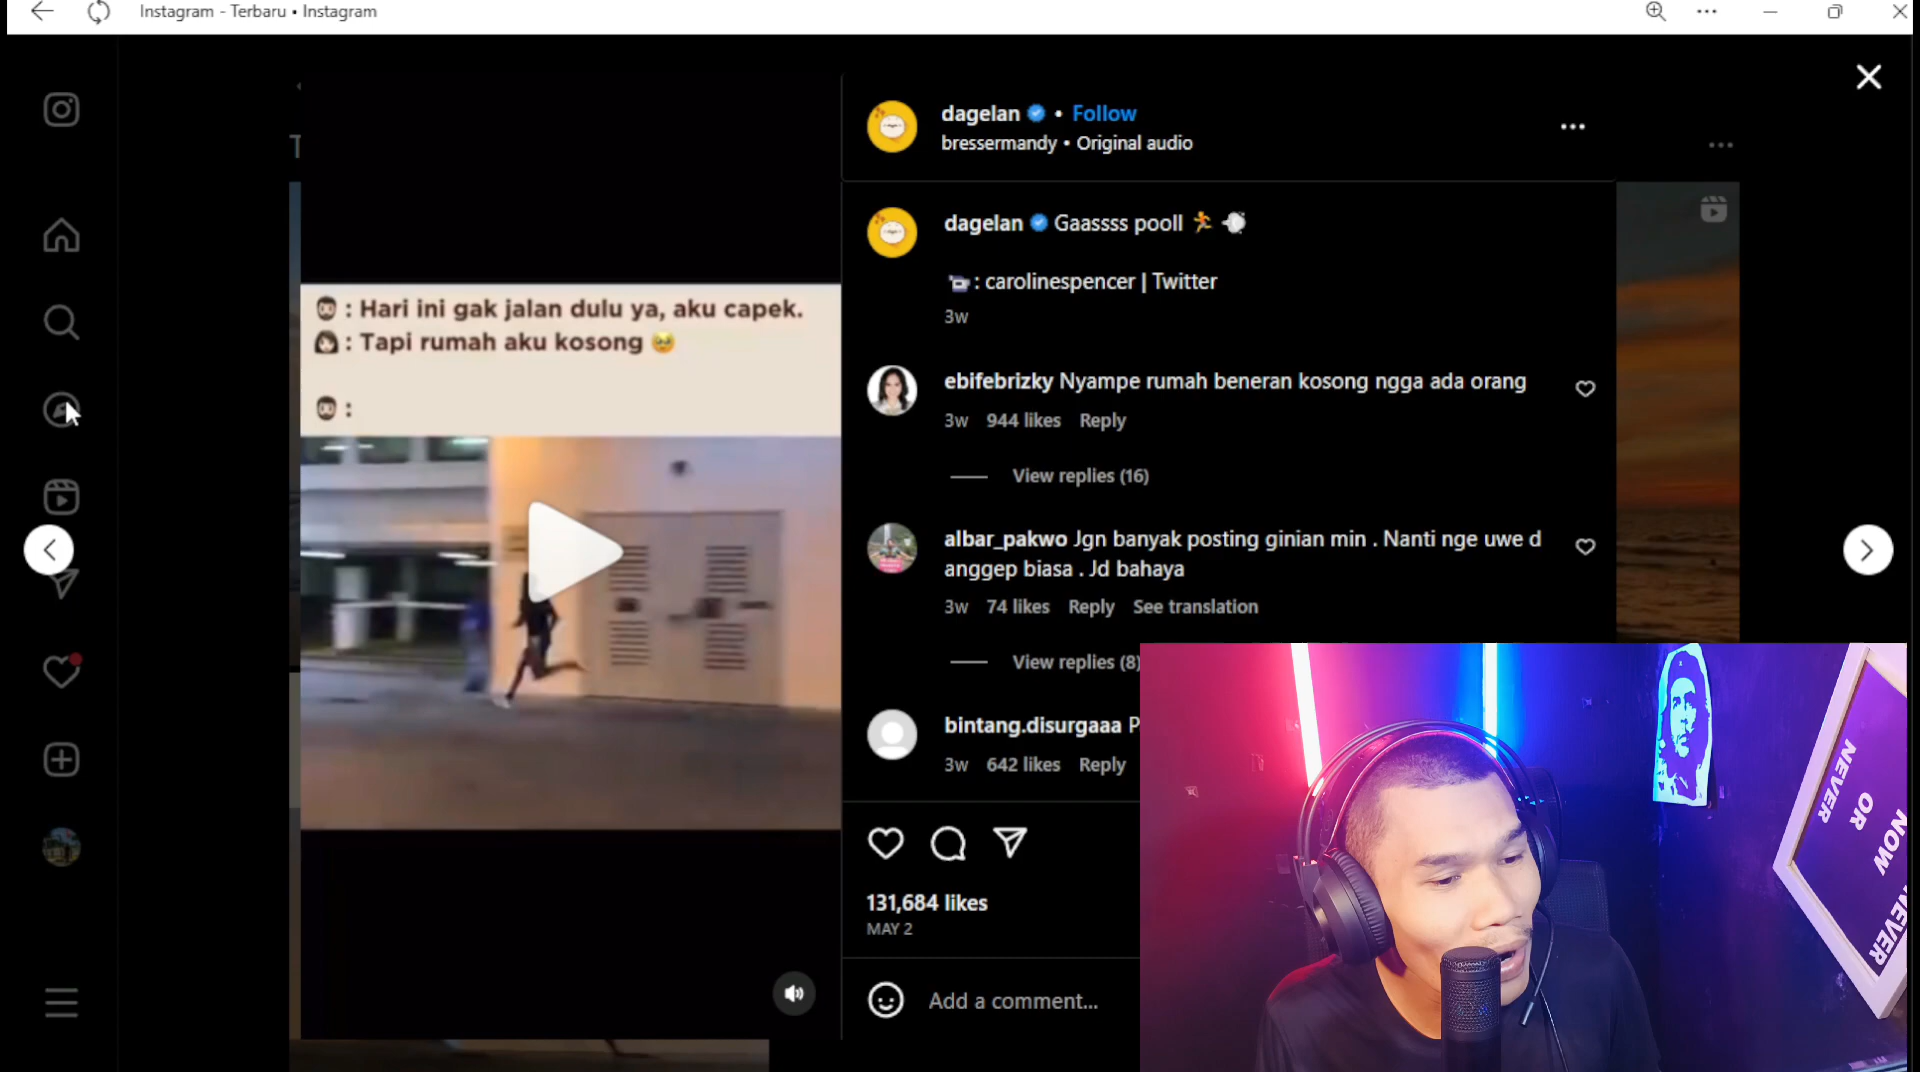 Instagram - Terbaru • Instagram
T
dagelan • Follow
bressermandy • Original audio
dagelan Gaassss pooll 🏃 💨
📹: carolinespencer | Twitter
3w
🧔🏻 : Hari ini gak jalan dulu ya, aku capek.
👩🏻 : Tapi rumah aku kosong 🥹
🧔🏻 :
ebifebrizky Nyampe rumah beneran kosong ngga ada orang
3w 944 likes Reply
View replies (16)
albar_pakwo Jgn banyak posting ginian min . Nanti nge uwe d
anggep biasa . Jd bahaya
3w 74 likes Reply See translation
View replies (8)
bintang.disurgaaa P
3w 642 likes Reply
131,684 likes
MAY 2
Add a comment...
NEVER
OR
NOW
NEVER